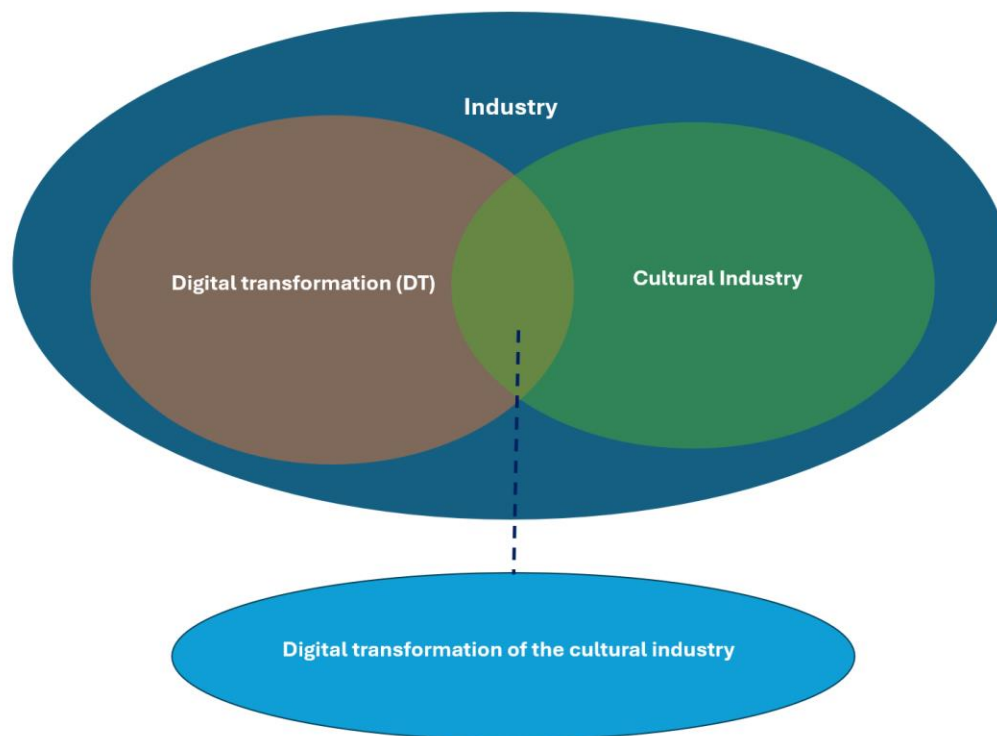 Industry
Digital transformation (DT)
Cultural Industry
Digital transformation of the cultural industry